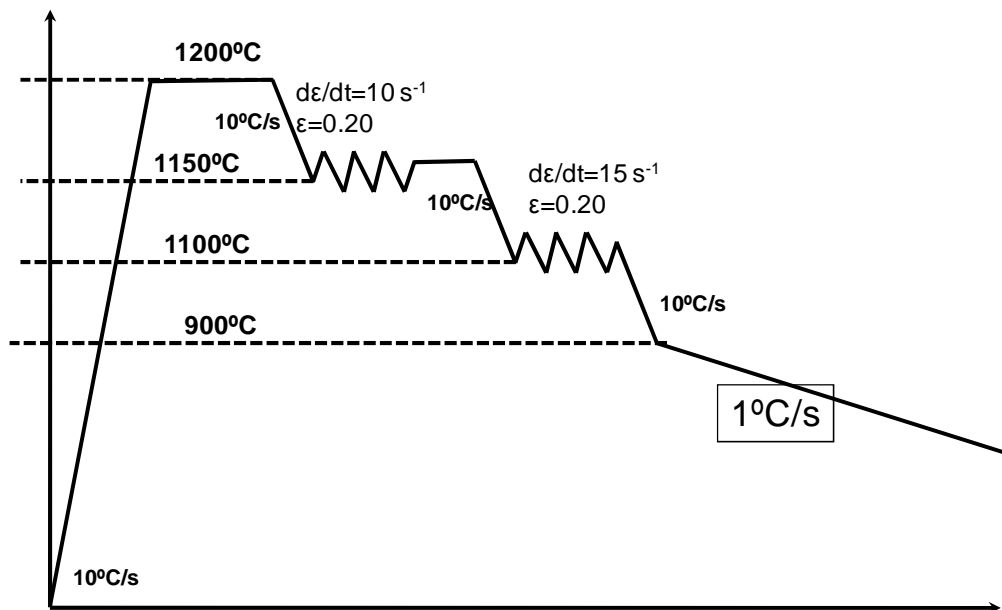 1200ºC
dε/dt=10 s⁻¹
10ºC/s
ε=0.20
1150ºC
dε/dt=15 s⁻¹
10ºC/s
ε=0.20
1100ºC
10ºC/s
900ºC
1ºC/s
10ºC/s